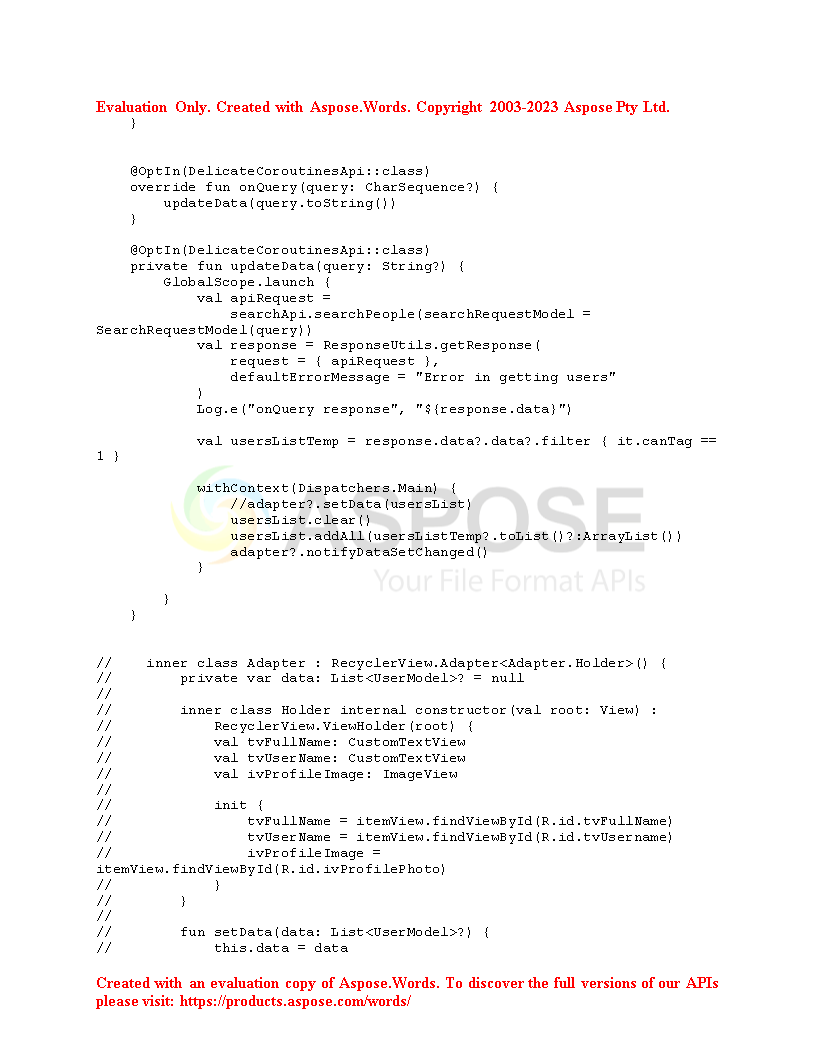 Evaluation Only. Created with Aspose.Words. Copyright 2003-2023 Aspose Pty Ltd.
    }


    @OptIn(DelicateCoroutinesApi::class)
    override fun onQuery(query: CharSequence?) {
        updateData(query.toString())
    }

    @OptIn(DelicateCoroutinesApi::class)
    private fun updateData(query: String?) {
        GlobalScope.launch {
            val apiRequest =
                searchApi.searchPeople(searchRequestModel =
SearchRequestModel(query))
            val response = ResponseUtils.getResponse(
                request = { apiRequest },
                defaultErrorMessage = "Error in getting users"
            )
            Log.e("onQuery response", "${response.data}")

            val usersListTemp = response.data?.data?.filter { it.canTag ==
1 }

            withContext(Dispatchers.Main) {
                //adapter?.setData(usersList)
                usersList.clear()
                usersList.addAll(usersListTemp?.toList()?:ArrayList())
                adapter?.notifyDataSetChanged()
            }

        }
    }
ASPOSE
Your File Format APIs


//    inner class Adapter : RecyclerView.Adapter<Adapter.Holder>() {
//        private var data: List<UserModel>? = null
//
//        inner class Holder internal constructor(val root: View) :
//            RecyclerView.ViewHolder(root) {
//            val tvFullName: CustomTextView
//            val tvUserName: CustomTextView
//            val ivProfileImage: ImageView
//
//            init {
//                tvFullName = itemView.findViewById(R.id.tvFullName)
//                tvUserName = itemView.findViewById(R.id.tvUsername)
//                ivProfileImage =
itemView.findViewById(R.id.ivProfilePhoto)
//            }
//        }
//
//        fun setData(data: List<UserModel>?) {
//            this.data = data

Created with an evaluation copy of Aspose.Words. To discover the full versions of our APIs
please visit: https://products.aspose.com/words/